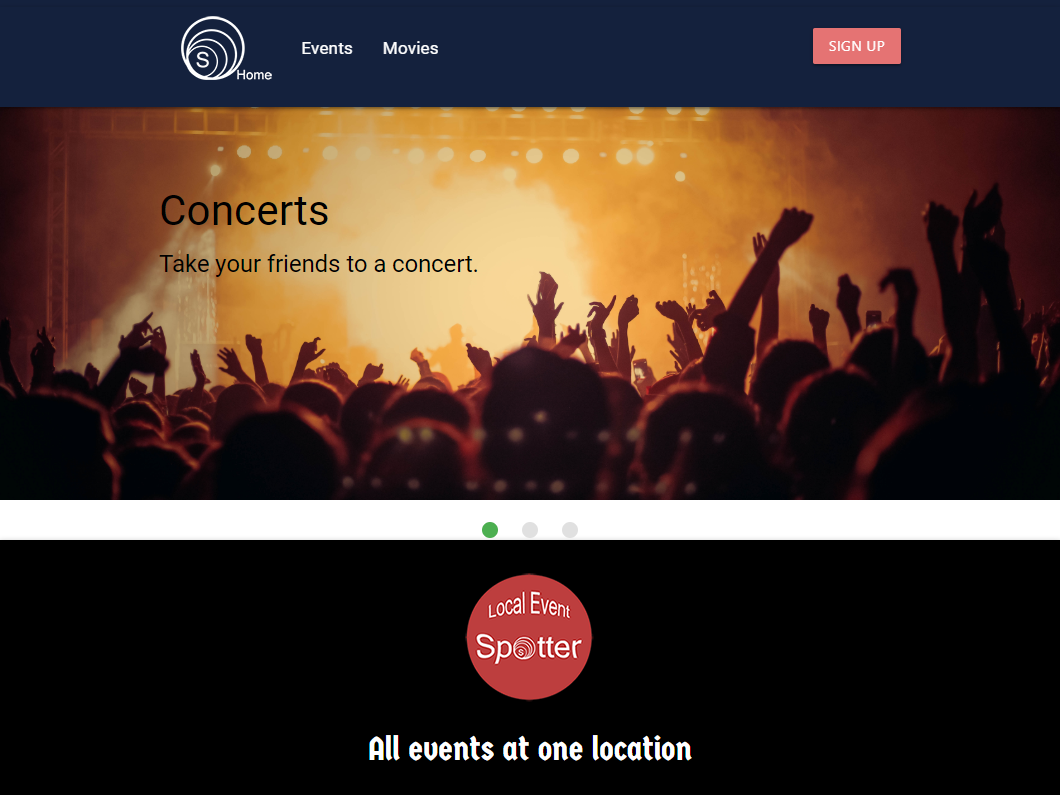 S
Home
Events
Movies
SIGN UP
Concerts
Take your friends to a concert.
Local Event
Spotter
s
All events at one location